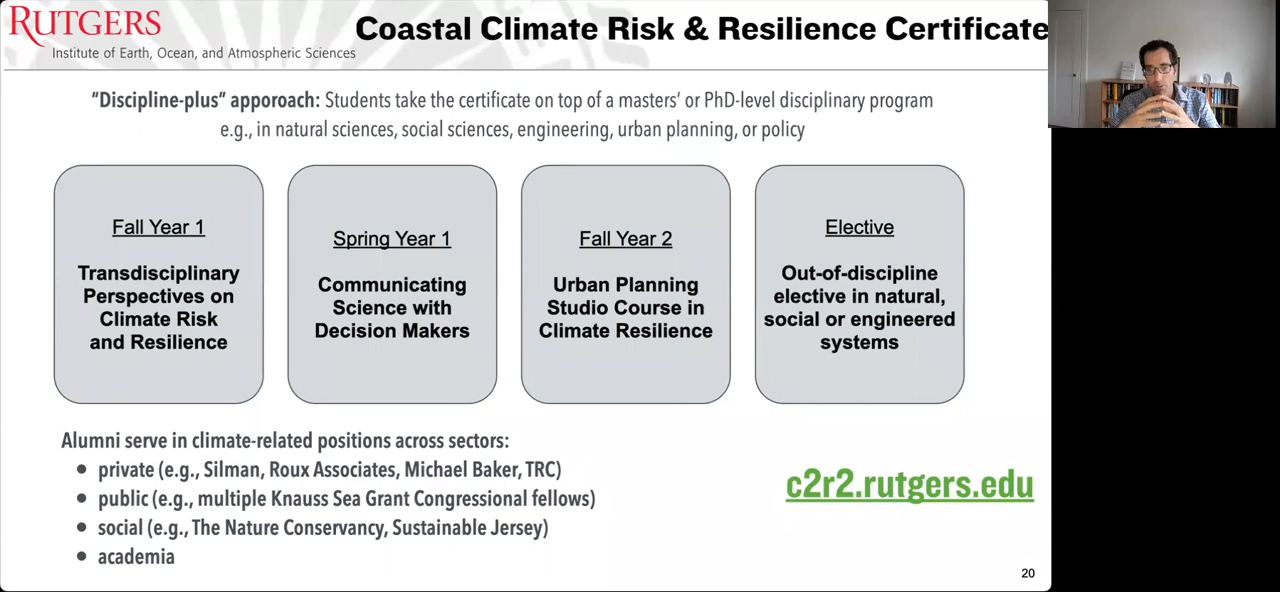 RUTGERS
Institute of Earth, Ocean, and Atmospheric Sciences
Coastal Climate Risk & Resilience Certificate
“Discipline-plus” apporoach: Students take the certificate on top of a masters’ or PhD-level disciplinary program
e.g., in natural sciences, social sciences, engineering, urban planning, or policy
Fall Year 1
Transdisciplinary
Perspectives on
Climate Risk
and Resilience
Spring Year 1
Communicating
Science with
Decision Makers
Fall Year 2
Urban Planning
Studio Course in
Climate Resilience
Elective
Out-of-discipline
elective in natural,
social or engineered
systems
Alumni serve in climate-related positions across sectors:
• private (e.g., Silman, Roux Associates, Michael Baker, TRC)
• public (e.g., multiple Knauss Sea Grant Congressional fellows)
• social (e.g., The Nature Conservancy, Sustainable Jersey)
• academia
c2r2.rutgers.edu
20